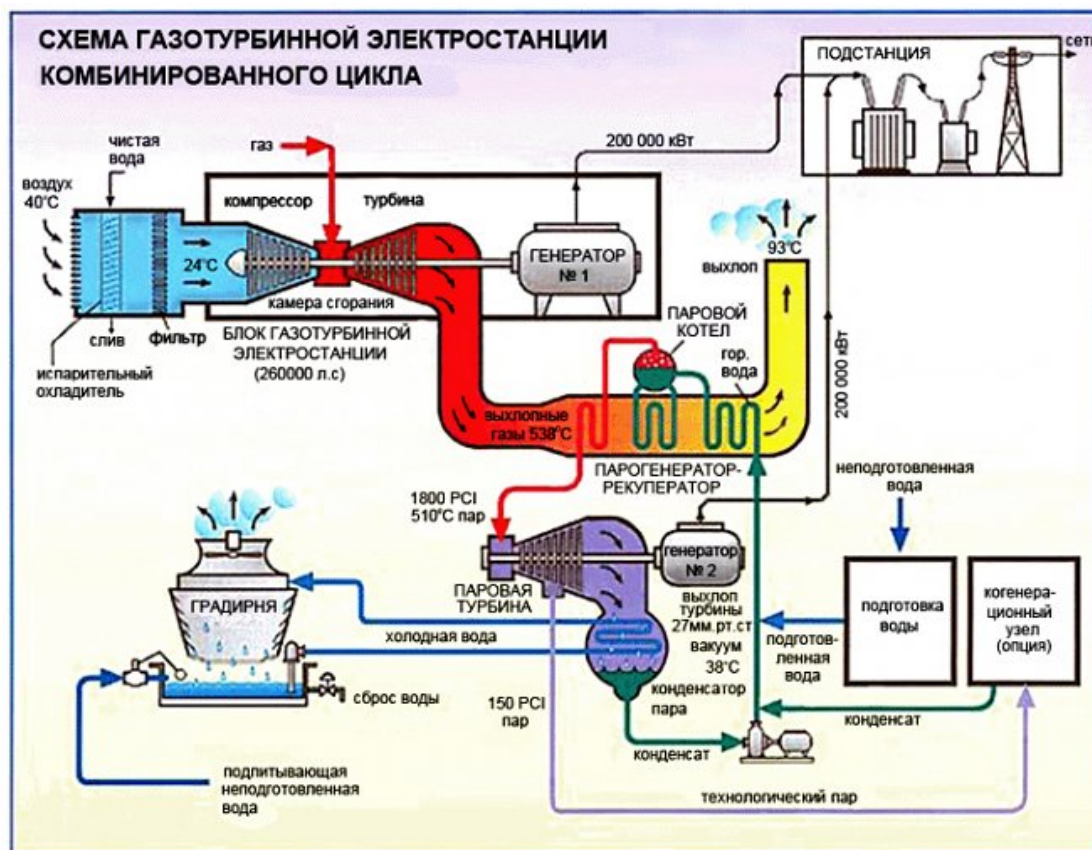 СХЕМА ГАЗОТУРБИННОЙ ЭЛЕКТРОСТАНЦИИ
КОМБИНИРОВАННОГО ЦИКЛА
ПОДСТАНЦИЯ
сеть
чистая
вода
газ
200 000 кВт
воздух
40°С
компрессор
турбина
24°С
ГЕНЕРАТОР
№ 1
93°С
выхлоп
камера сгорания
слив
фильтр
БЛОК ГАЗОТУРБИННОЙ
ЭЛЕКТРОСТАНЦИИ
(260000 л.с)
испарительный
охладитель
ПАРОВОЙ
КОТЕЛ
гор.
вода
200 000 кВт
выхлопные
газы 538°С
ПАРОГЕНЕРАТОР-
РЕКУПЕРАТОР
неподготовленная
вода
1800 PCI
510°С пар
генератор
№ 2
ПАРОВАЯ
ТУРБИНА
выхлоп
турбины
27мм.рт.ст
вакуум
38°С
ГРАДИРНЯ
холодная вода
подготов-
ленная
вода
подготовка
воды
когенера-
ционный
узел
(опция)
сброс воды
150 PCI
пар
конденсатор
пара
конденсат
конденсат
подпитывающая
неподготовленная
вода
технологический пар